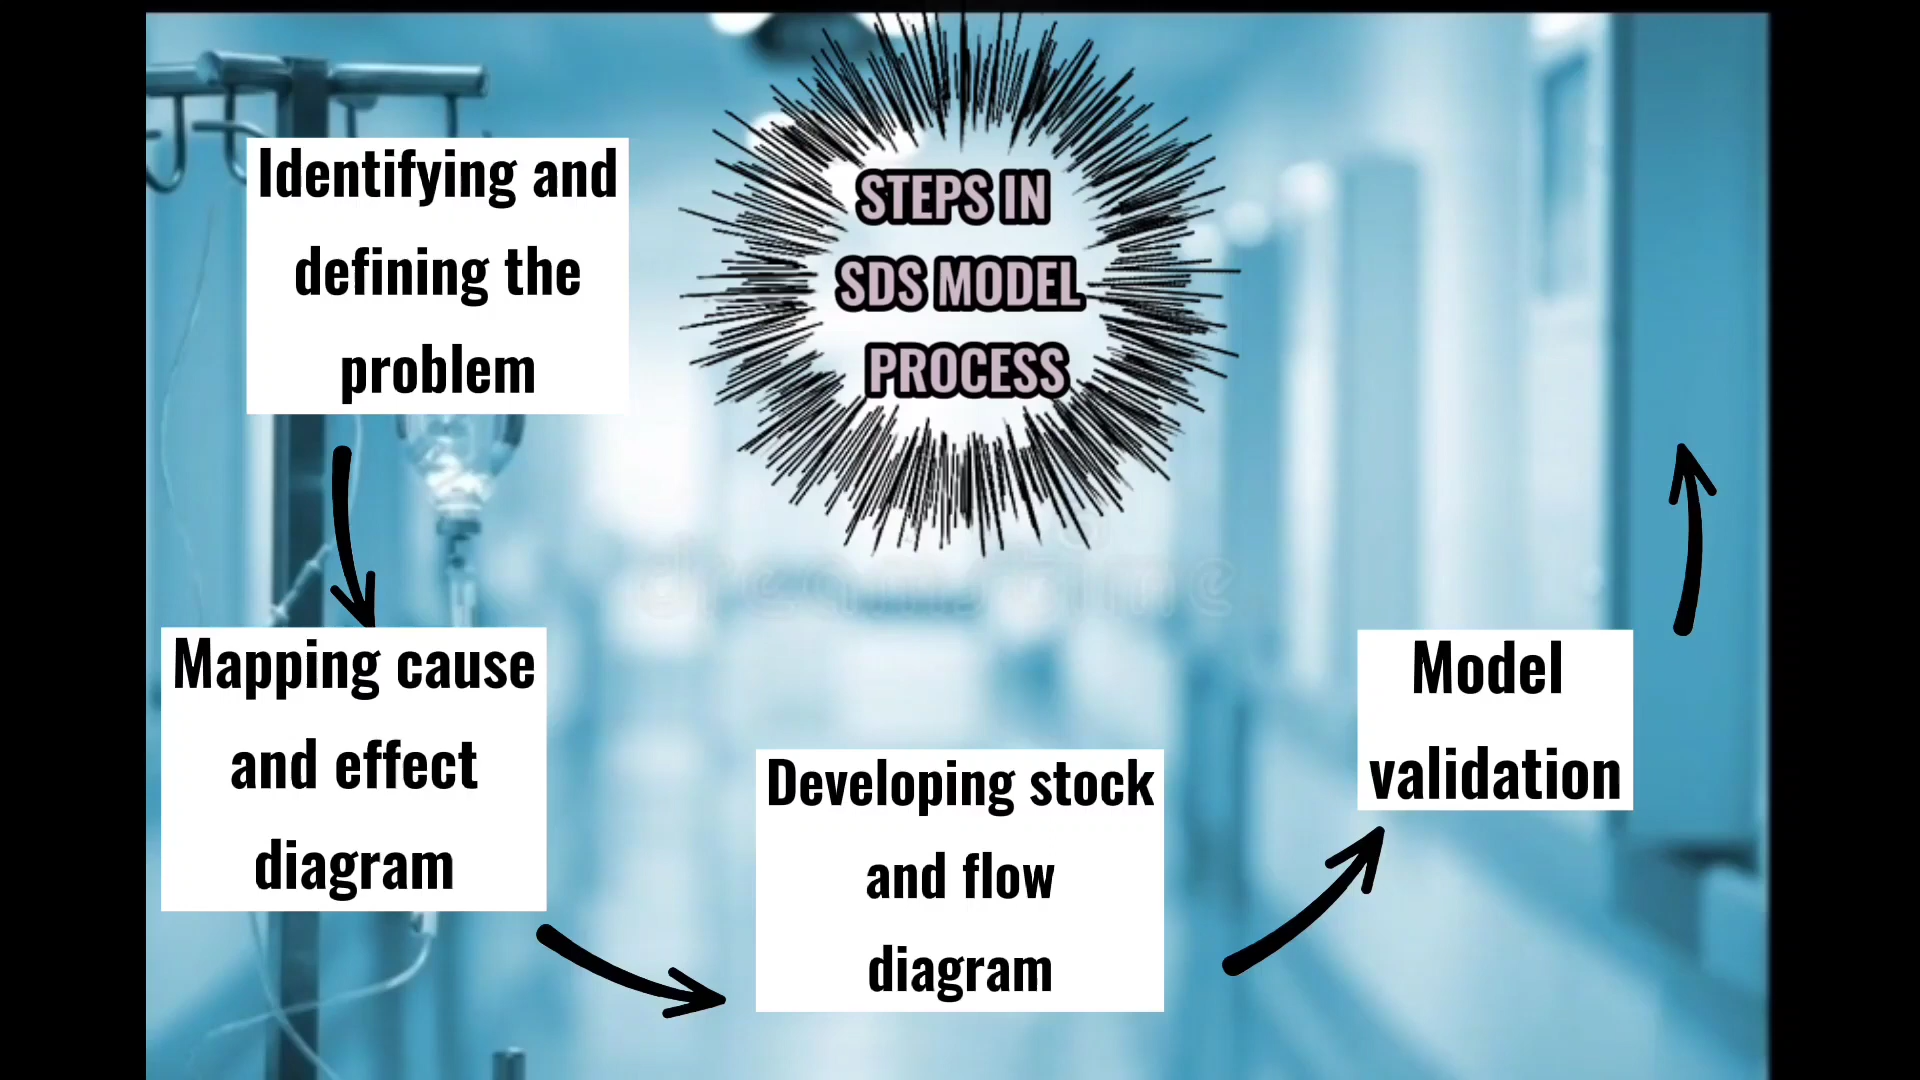 STEPS IN
SDS MODEL
PROCESS
Identifying and
defining the
problem
Mapping cause
and effect
diagram
Developing stock
and flow
diagram
Model
validation
dreamstime